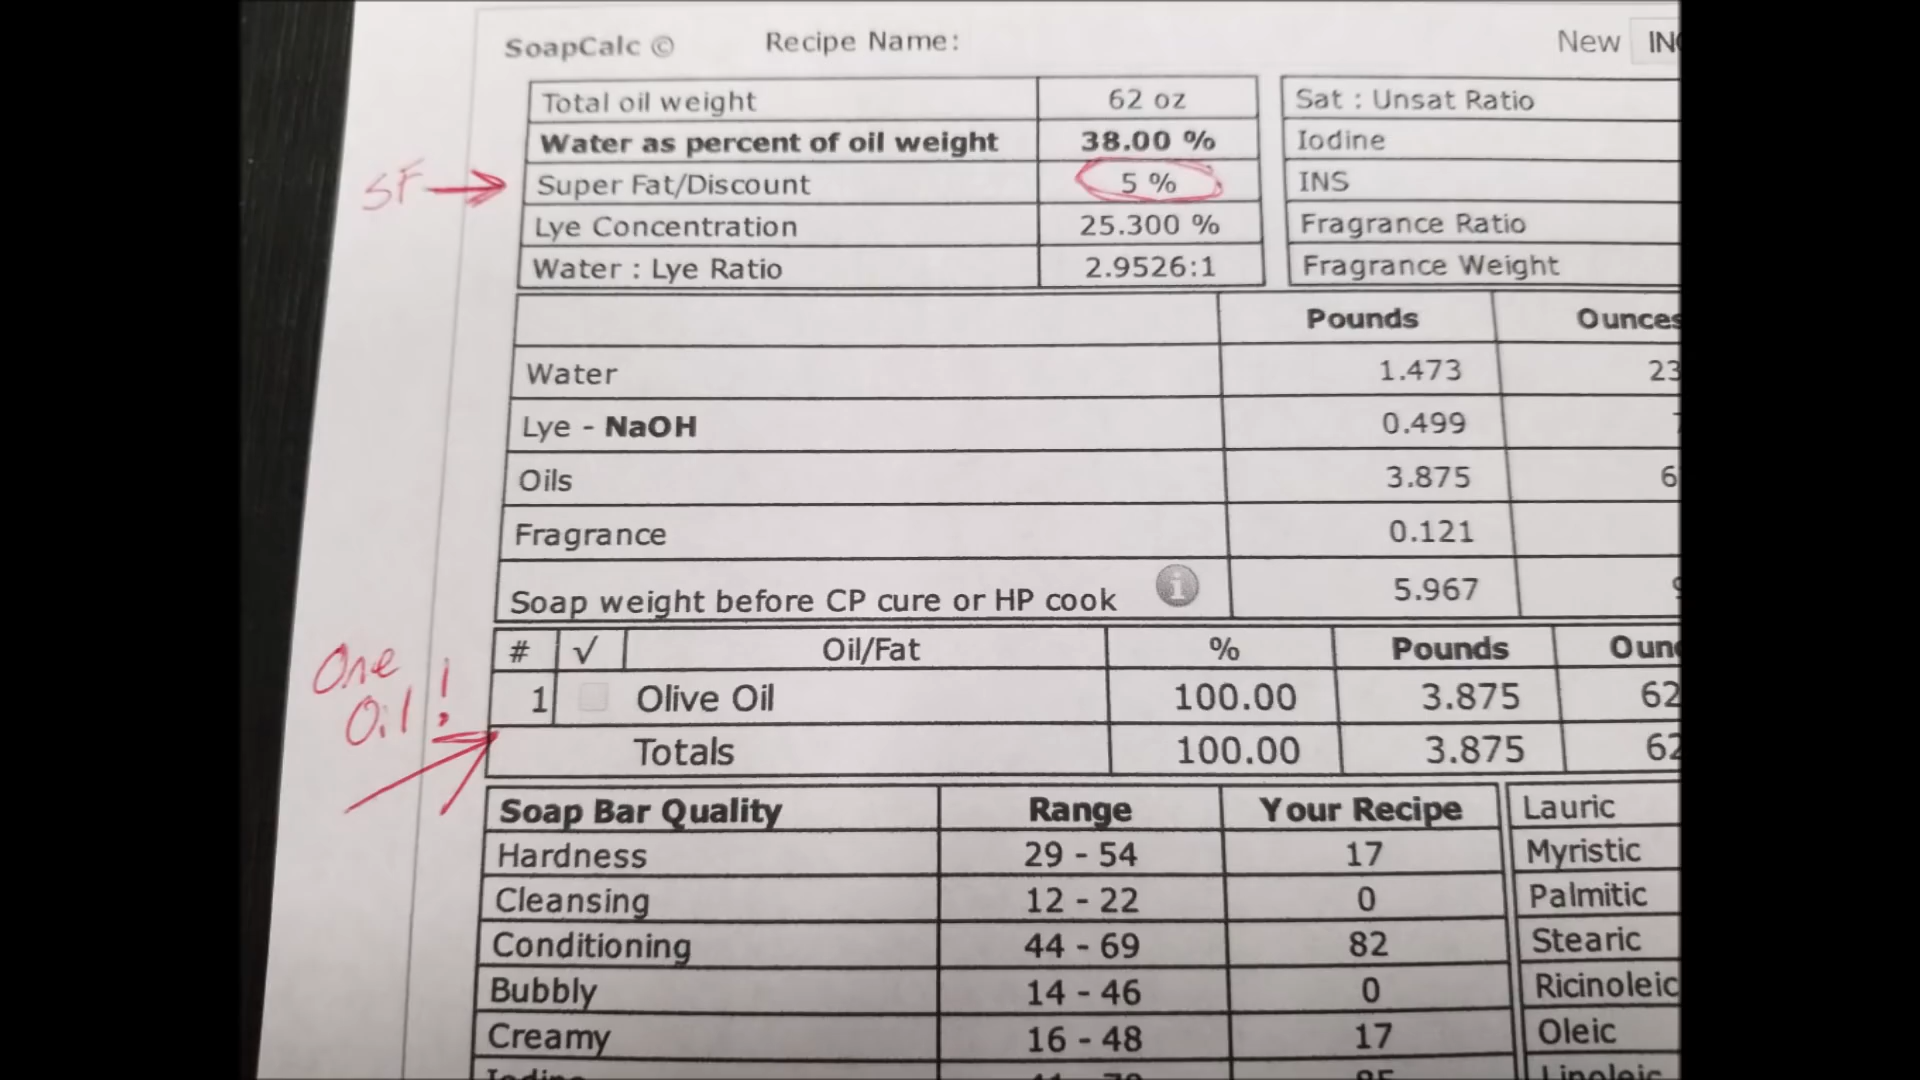 SoapCalc © Recipe Name: New
Total oil weight 62 oz Sat : Unsat Ratio
Water as percent of oil weight 38.00 % Iodine
SF Super Fat/Discount 5 % INS
Lye Concentration 25.300 % Fragrance Ratio
Water : Lye Ratio 2.9526:1 Fragrance Weight
Pounds Ounces
Water 1.473 23
Lye - NaOH 0.499
Oils 3.875 6
Fragrance 0.121
Soap weight before CP cure or HP cook i 5.967
# √ Oil/Fat % Pounds
One
Oil!
1 Olive Oil 100.00 3.875 62
Totals 100.00 3.875 62
Soap Bar Quality Range Your Recipe Lauric
Hardness 29 - 54 17 Myristic
Cleansing 12 - 22 0 Palmitic
Conditioning 44 - 69 82 Stearic
Bubbly 14 - 46 0 Ricinoleic
Creamy 16 - 48 17 Oleic